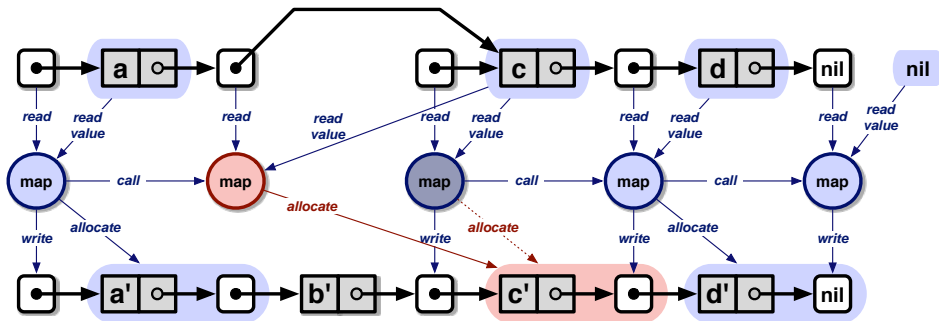 a c d nil nil
read read value read read value read read value read read value read read value
map call map map call map call map
write allocate allocate write allocate write allocate write
a' b' c' d' nil